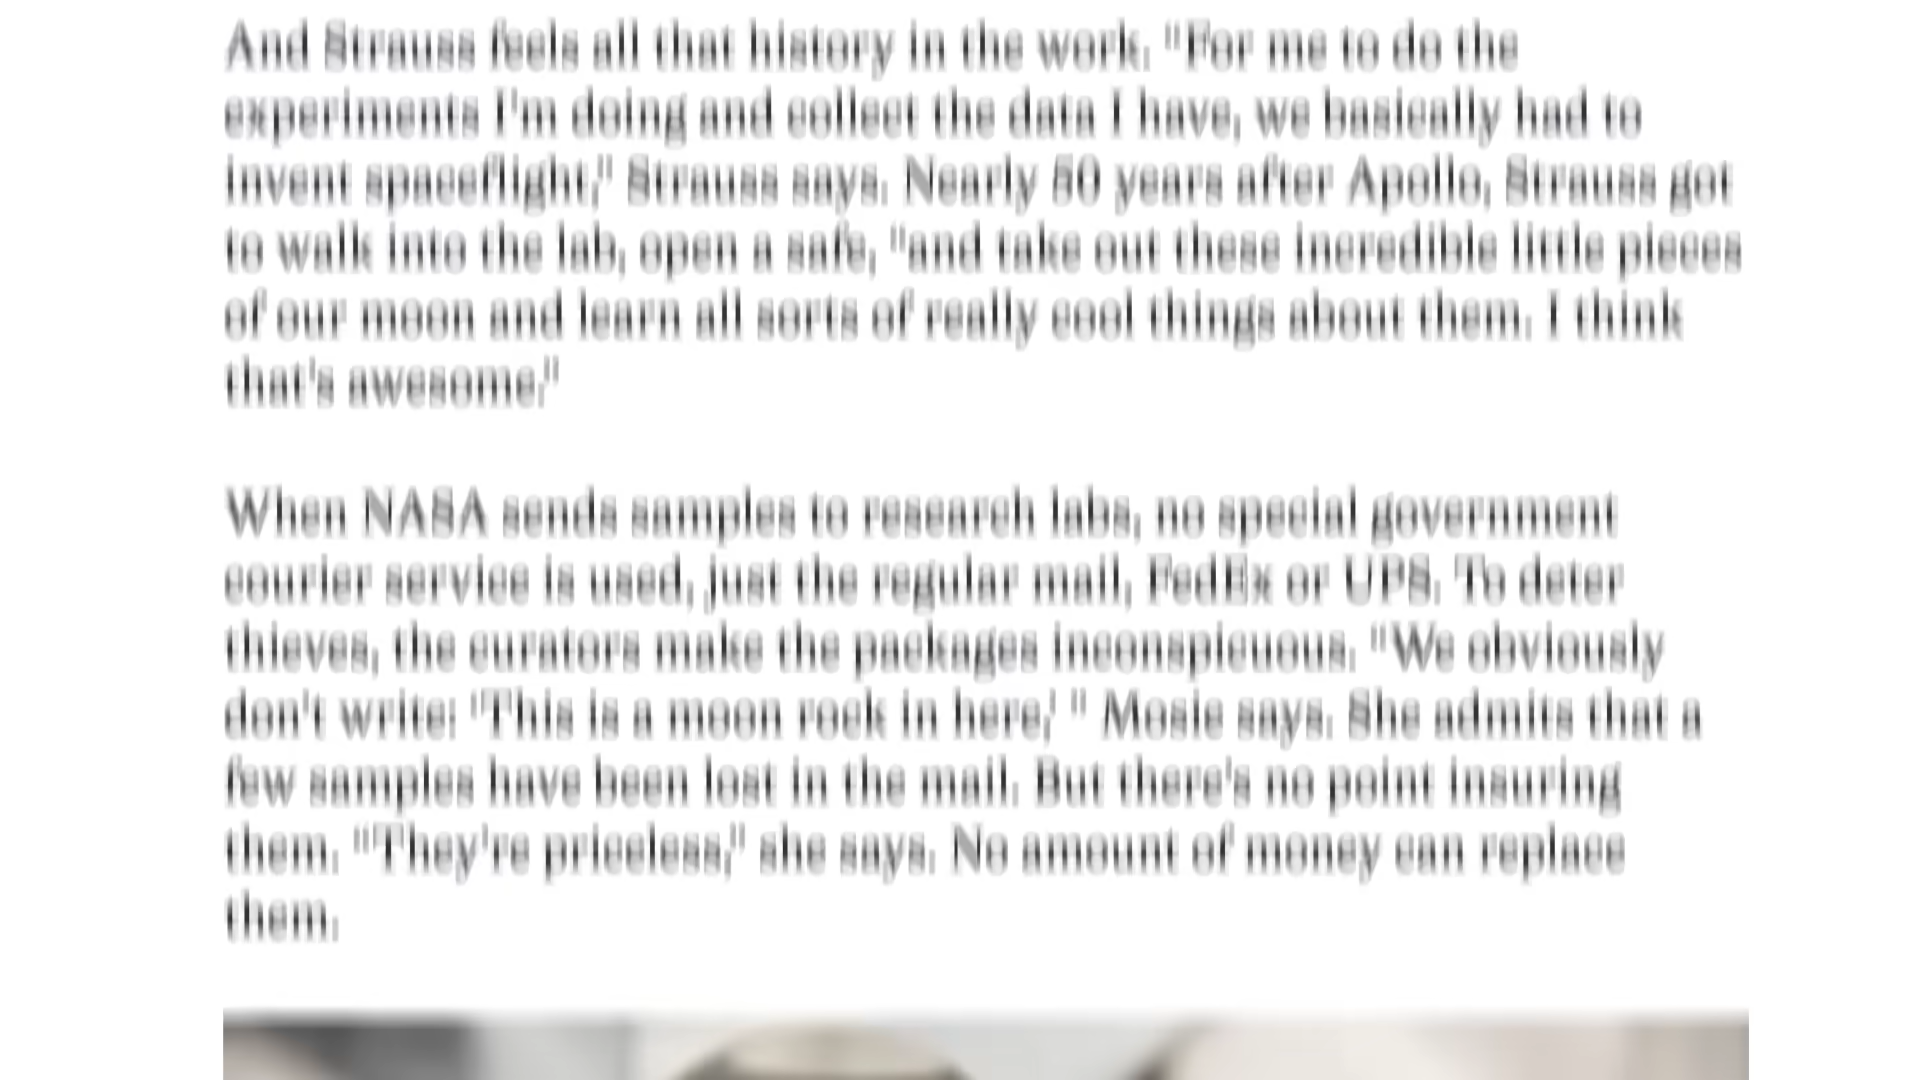 And Strauss feels all that history in the work. "For me to do the
experiments I'm doing and collect the data I have, we basically had to
invent spaceflight," Strauss says. Nearly 50 years after Apollo, Strauss got
to walk into the lab, open a safe, "and take out these incredible little pieces
of our moon and learn all sorts of really cool things about them. I think
that's awesome."
When NASA sends samples to research labs, no special government
courier service is used, just the regular mail, FedEx or UPS. To deter
thieves, the curators make the packages inconspicuous. "We obviously
don't write: 'This is a moon rock in here,' " Mosie says. She admits that a
few samples have been lost in the mail. But there's no point insuring
them. "They're priceless," she says. No amount of money can replace
them.